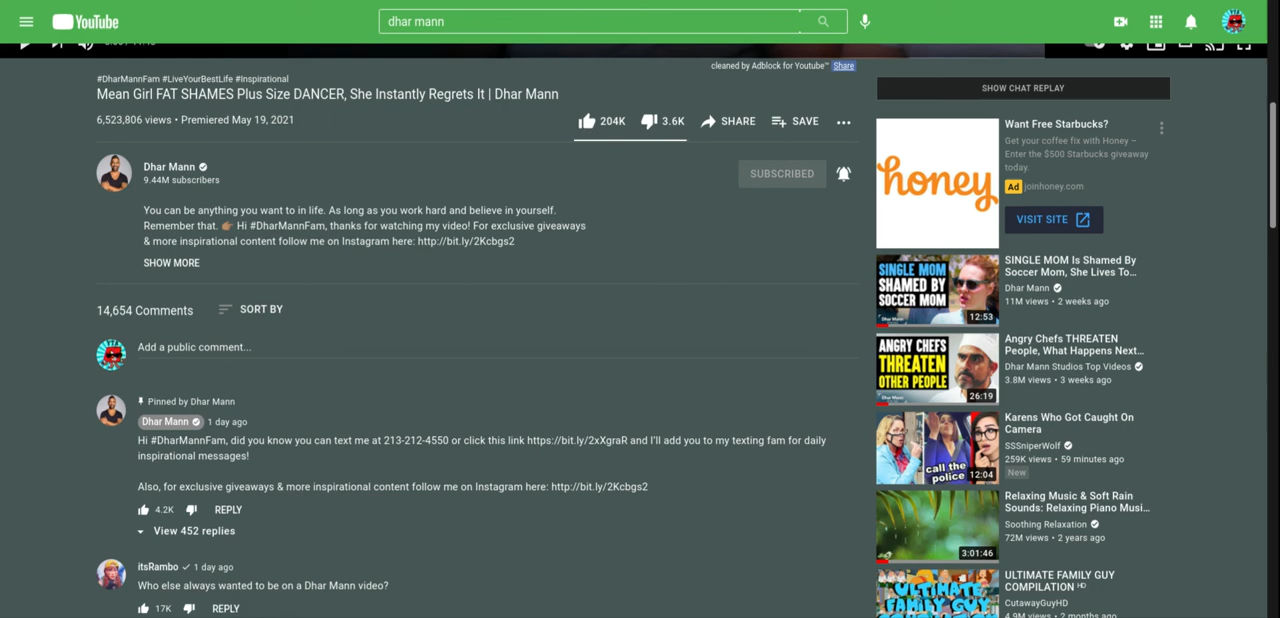 YouTube
dhar mann
cleaned by Adblock for Youtube™ Share
#DharMannFam #LiveYourBestLife #Inspirational
Mean Girl FAT SHAMES Plus Size DANCER, She Instantly Regrets It | Dhar Mann
6,523,806 views • Premiered May 19, 2021
204K
3.6K
SHARE
SAVE
Dhar Mann
9.44M subscribers
SUBSCRIBED
You can be anything you want to in life. As long as you work hard and believe in yourself.
Remember that. Hi #DharMannFam, thanks for watching my video! For exclusive giveaways
& more inspirational content follow me on Instagram here: http://bit.ly/2Kcbgs2
SHOW MORE
14,654 Comments
SORT BY
Add a public comment...
Pinned by Dhar Mann
Dhar Mann 1 day ago
Hi #DharMannFam, did you know you can text me at 213-212-4550 or click this link https://bit.ly/2xXgraR and I'll add you to my texting fam for daily
inspirational messages!
Also, for exclusive giveaways & more inspirational content follow me on Instagram here: http://bit.ly/2Kcbgs2
4.2K
REPLY
View 452 replies
itsRambo 1 day ago
Who else always wanted to be on a Dhar Mann video?
17K
REPLY
SHOW CHAT REPLAY
honey
Want Free Starbucks?
Get your coffee fix with Honey –
Enter the $500 Starbucks giveaway
today.
Ad joinhoney.com
VISIT SITE
SINGLE MOM
SHAMED BY
SOCCER MOM
Dhar Mann
12:53
SINGLE MOM Is Shamed By
Soccer Mom, She Lives To...
Dhar Mann
11M views • 2 weeks ago
ANGRY CHEFS
THREATEN
OTHER PEOPLE
Dhar Mann
26:19
Angry Chefs THREATEN
People, What Happens Next...
Dhar Mann Studios Top Videos
3.8M views • 3 weeks ago
call the
police
12:04
Karens Who Got Caught On
Camera
SSSniperWolf
259K views • 59 minutes ago
New
3:01:46
Relaxing Music & Soft Rain
Sounds: Relaxing Piano Musi...
Soothing Relaxation
72M views • 2 years ago
ULTIMATE
FAMILY GUY
ULTIMATE FAMILY GUY
COMPILATION HD
CutawayGuyHD
4.9M views • 2 months ago